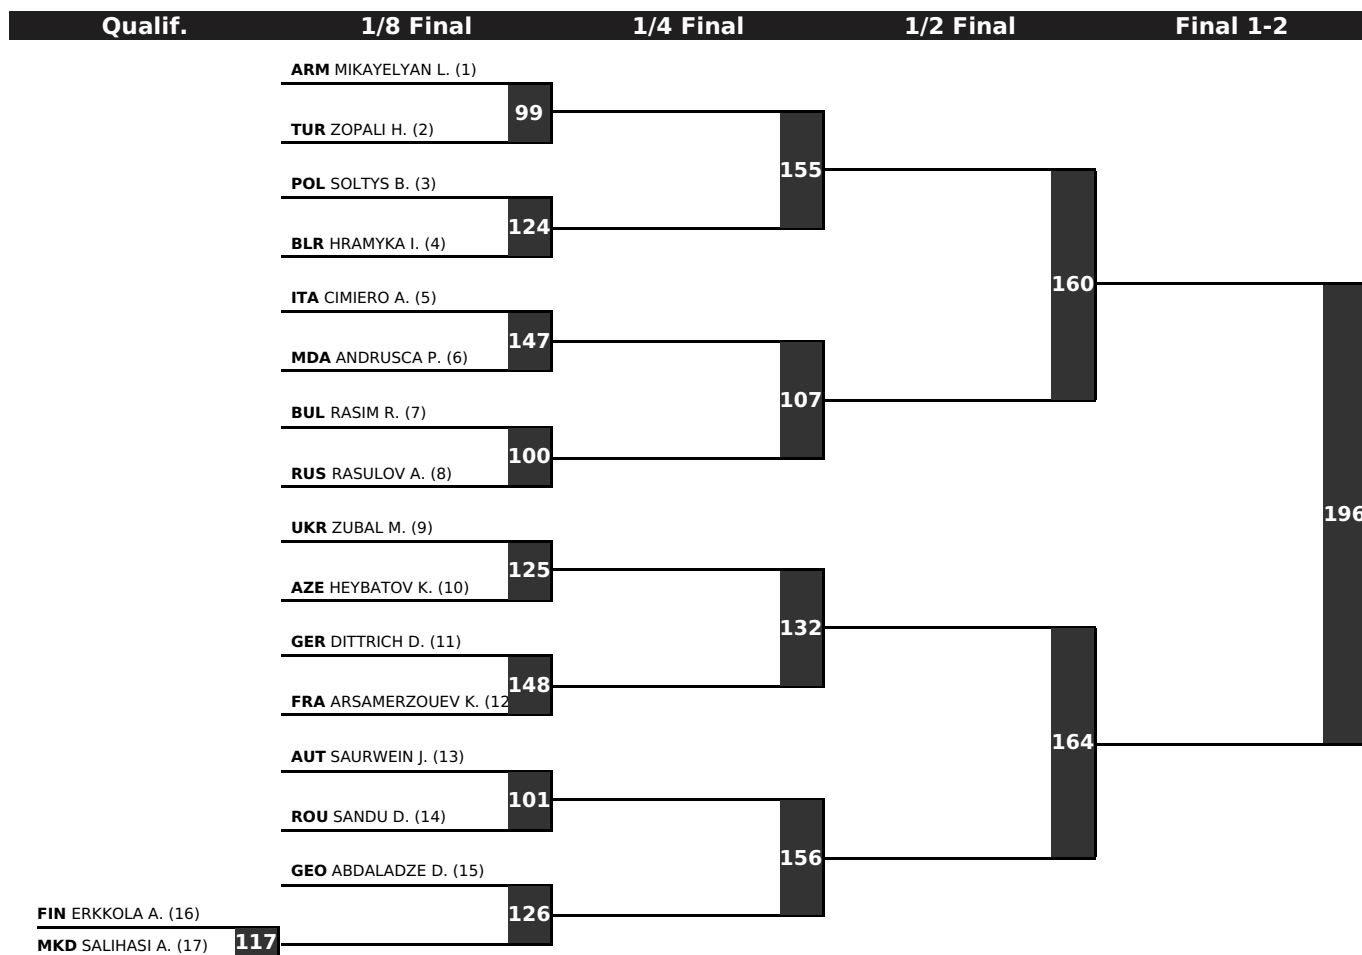 Qualif. 1/8 Final 1/4 Final 1/2 Final Final 1-2
ARM MIKAYELYAN L. (1)
99
TUR ZOPALI H. (2)
155
POL SOLTYS B. (3)
124
BLR HRAMYKA I. (4)
160
ITA CIMIERO A. (5)
147
MDA ANDRUSCA P. (6)
107
BUL RASIM R. (7)
100
RUS RASULOV A. (8)
196
UKR ZUBAL M. (9)
125
AZE HEYBATOV K. (10)
132
GER DITTRICH D. (11)
148
FRA ARSAMERZOUEV K. (12
164
AUT SAURWEIN J. (13)
101
ROU SANDU D. (14)
156
GEO ABDALADZE D. (15)
126
FIN ERKKOLA A. (16)
117
MKD SALIHASI A. (17)